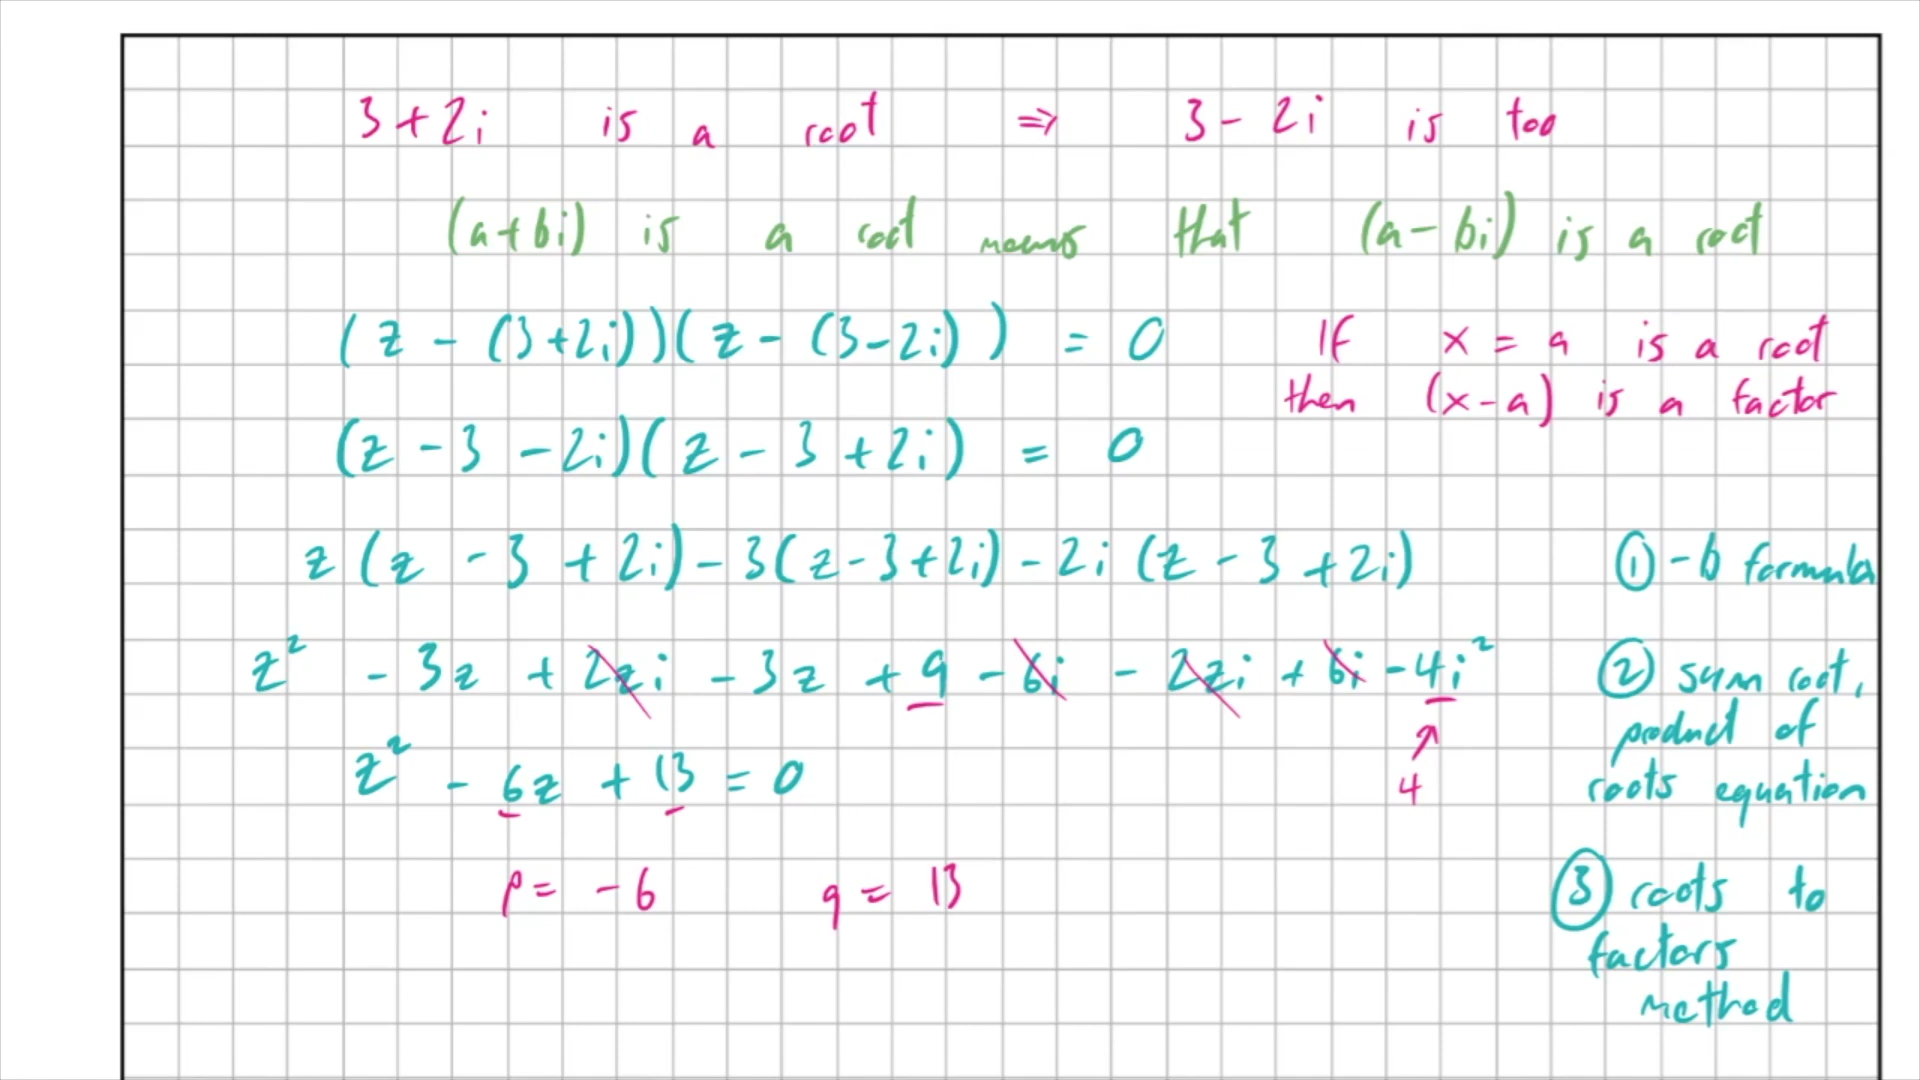 3+2i is a root ⇒ 3-2i is too
(a+bi) is a root means that (a-bi) is a root
(z - (3+2i))(z - (3-2i)) = 0
If x = a is a root
then (x-a) is a factor
(z - 3 - 2i)(z - 3 + 2i) = 0
z(z - 3 + 2i) - 3(z-3+2i) - 2i(z - 3 + 2i)
① -b formula
z² - 3z + 2zi - 3z + 9 - 6i - 2zi + 6i - 4i²
4
② sum root,
product of
roots equation
z² - 6z + 13 = 0
p = -6 q = 13
③ roots to
factors
method